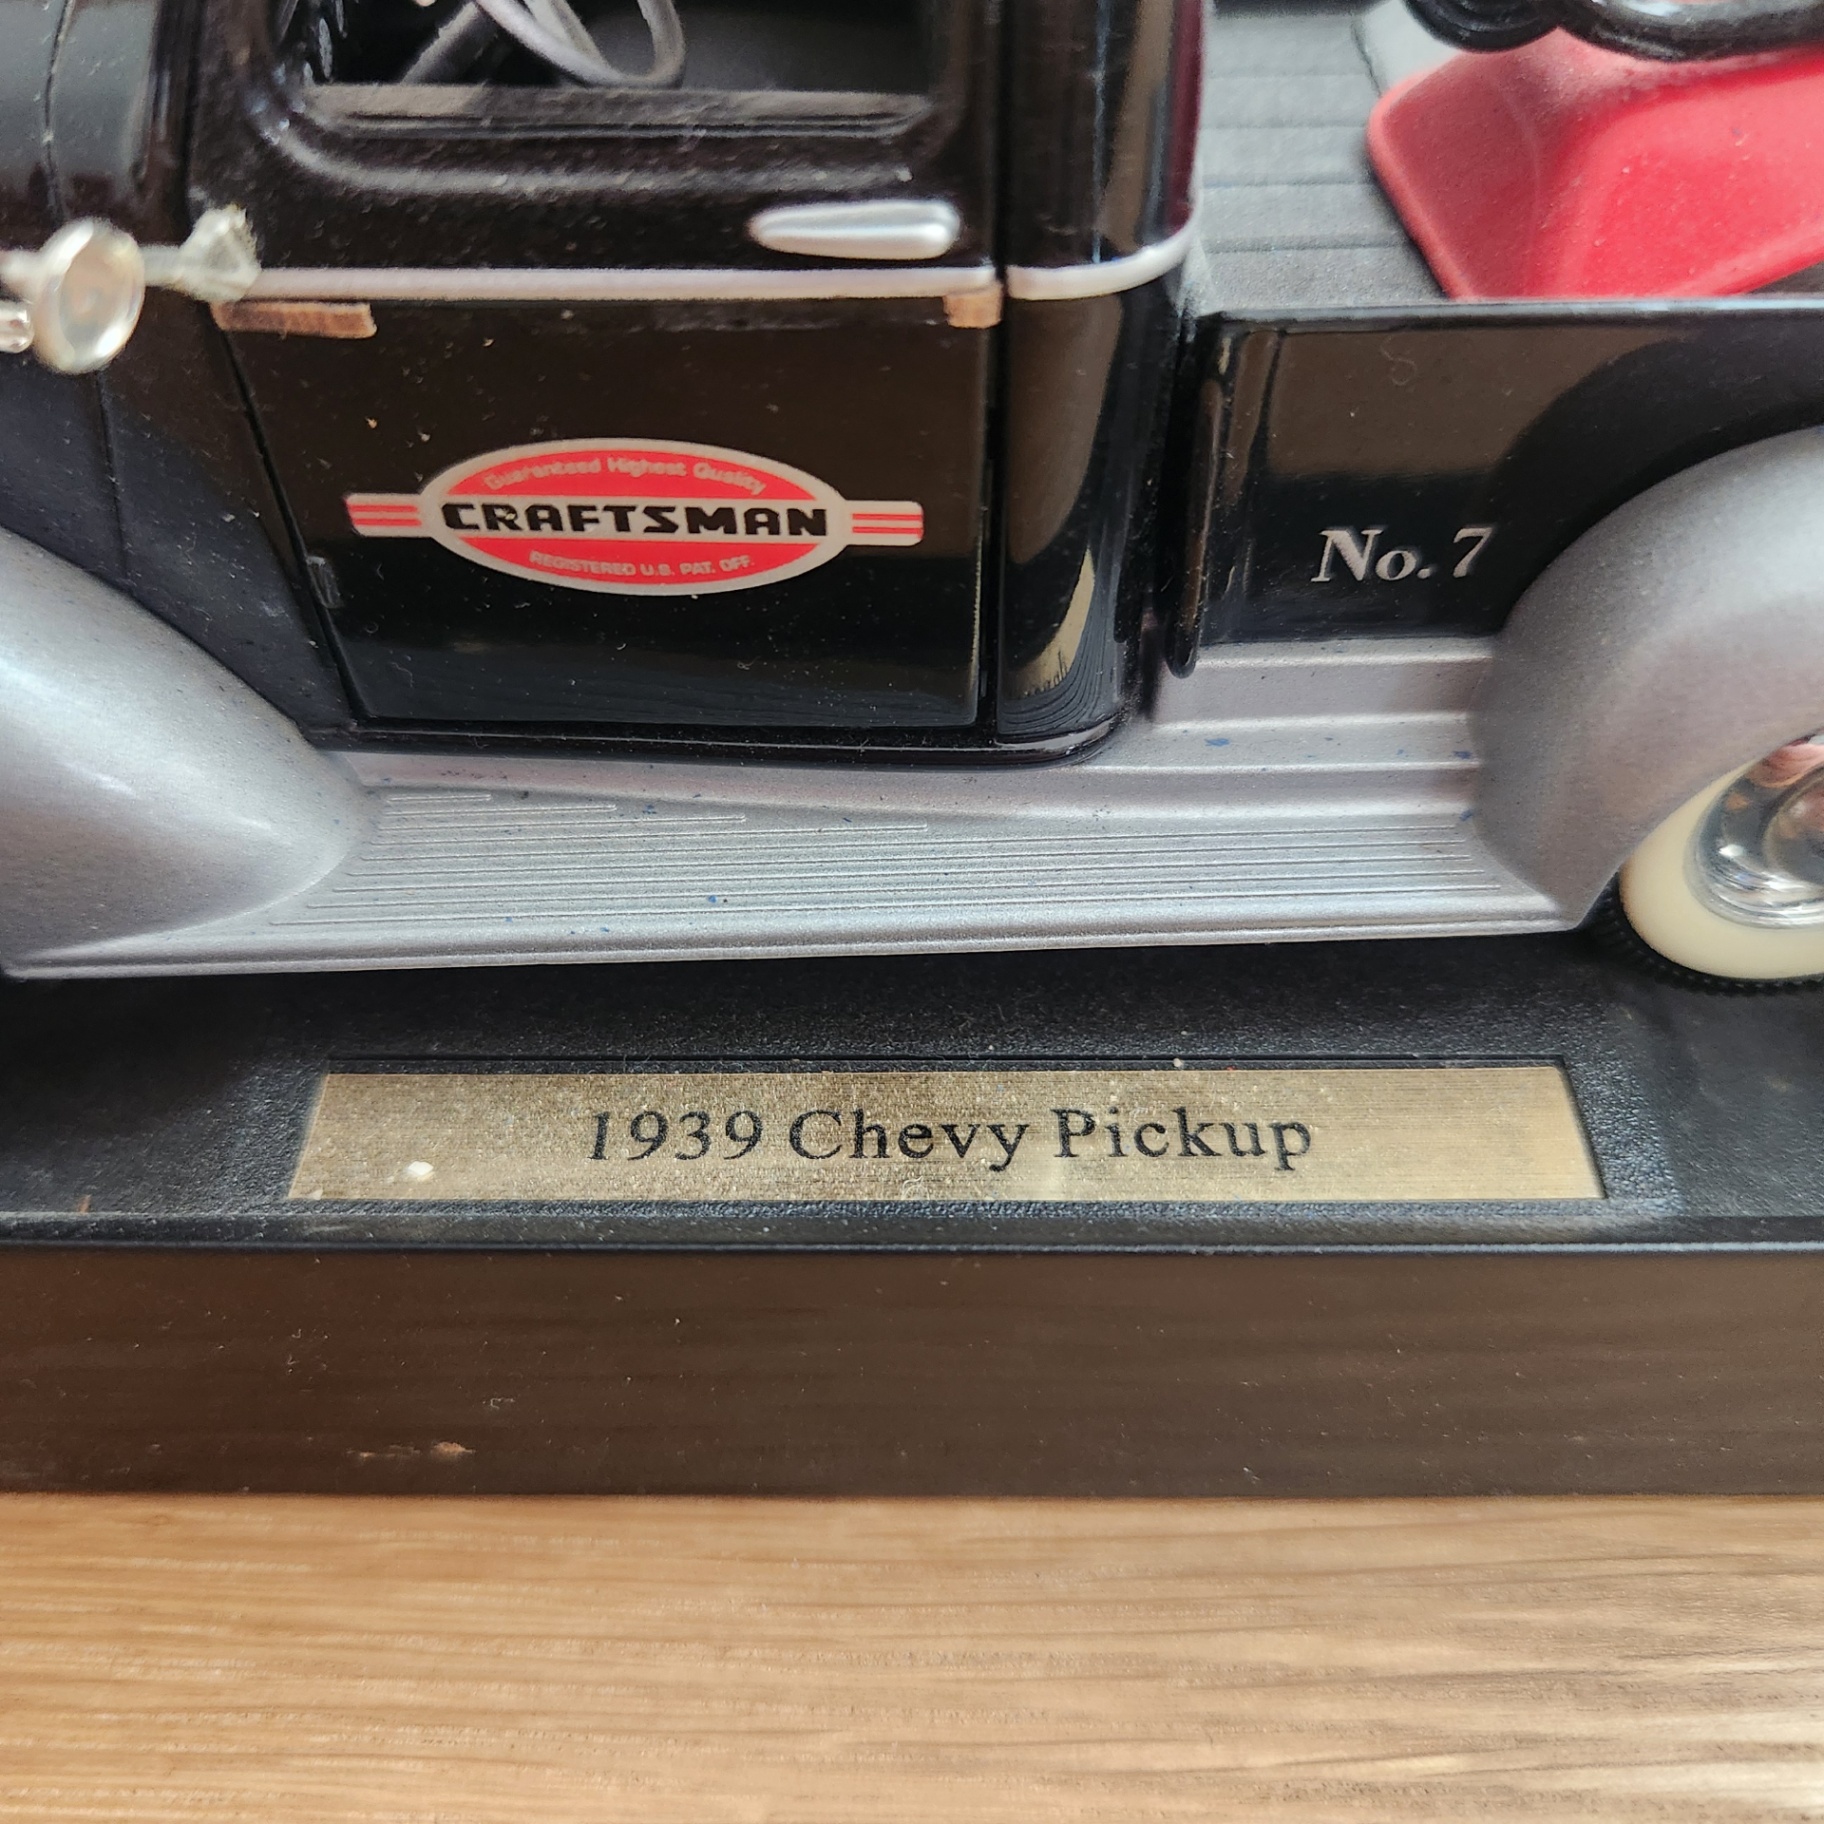 Guaranteed Highest Quality
CRAFTSMAN
REGISTERED U.S. PAT. OFF.
No. 7
1939 Chevy Pickup